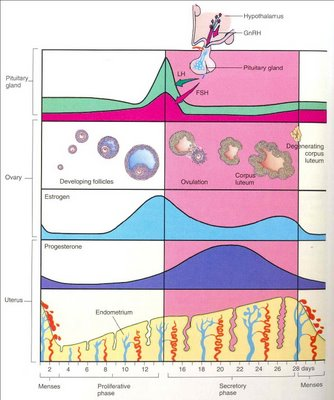 Hypothalamus
GnRH
Pituitary gland
Pituitary
gland
LH
FSH
Ovary
Degenerating
corpus
luteum
Developing follicles
Ovulation
Corpus
luteum
Estrogen
Progesterone
Uterus
Endometrium
2 4 6 8 10 12 14 16 18 20 22 24 26 28 days
Menses
Proliferative
phase
Secretory
phase
Menses